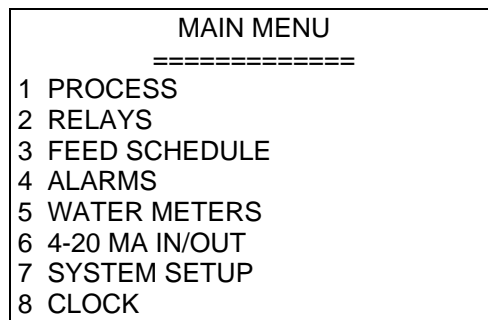 MAIN MENU
=============
1 PROCESS
2 RELAYS
3 FEED SCHEDULE
4 ALARMS
5 WATER METERS
6 4-20 MA IN/OUT
7 SYSTEM SETUP
8 CLOCK